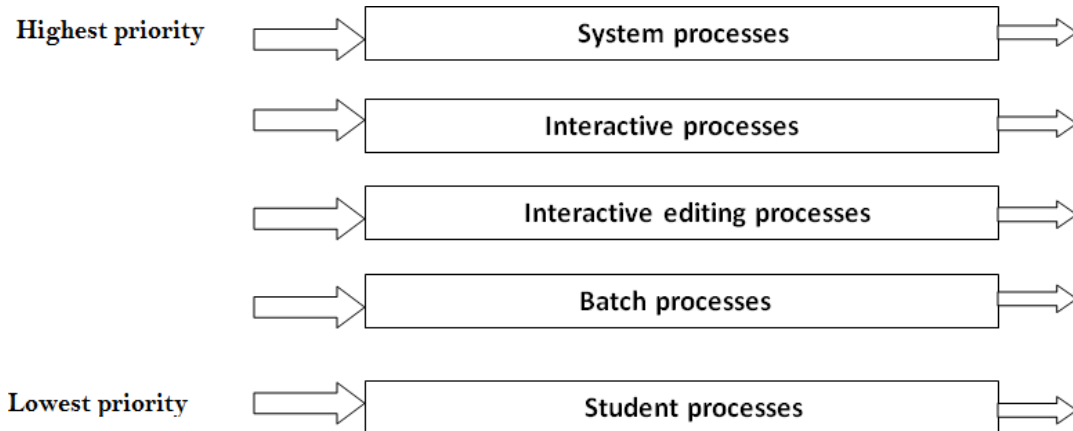 Highest priority
System processes
Interactive processes
Interactive editing processes
Batch processes
Lowest priority
Student processes